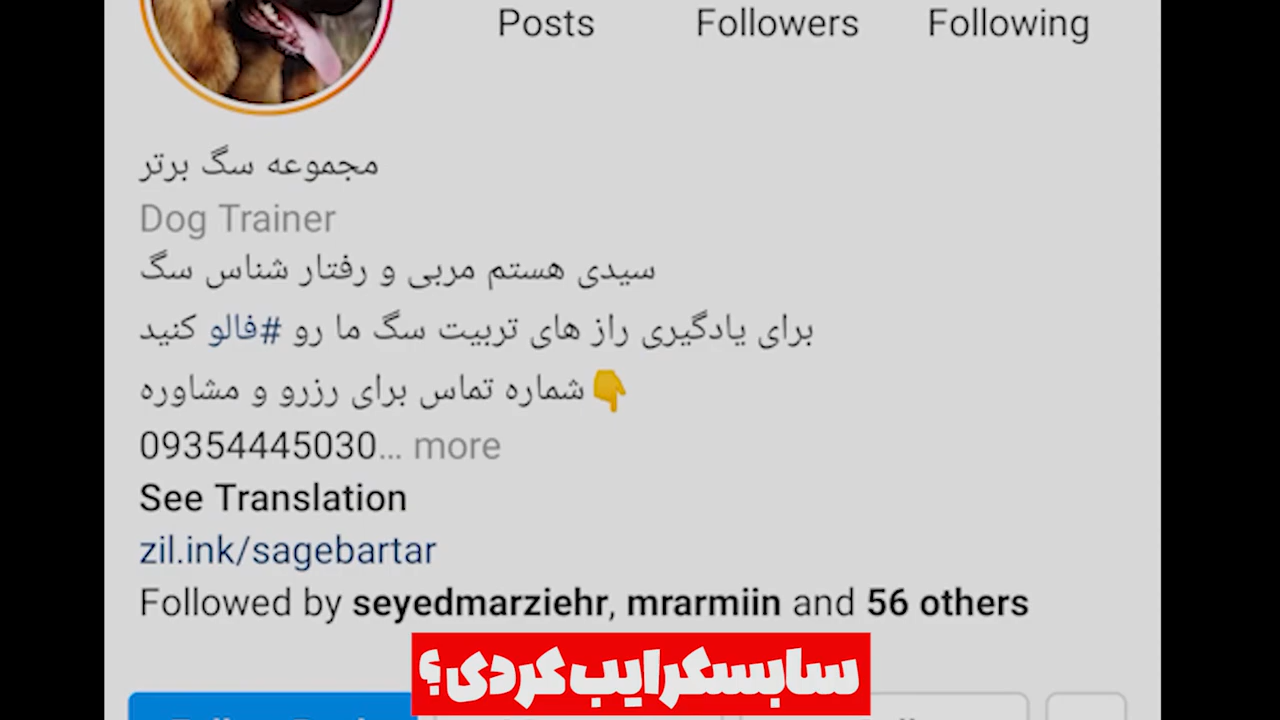 Posts Followers Following
مجموعه سگ برتر
Dog Trainer
سیدی هستم مربی و رفتار شناس سگ
برای یادگیری راز های تربیت سگ ما رو #فالو کنید
👇شماره تماس برای رزرو و مشاوره
09354445030... more
See Translation
zil.ink/sagebartar
Followed by seyedmarziehr, mrarmiin and 56 others
سابسکرایب کردی؟